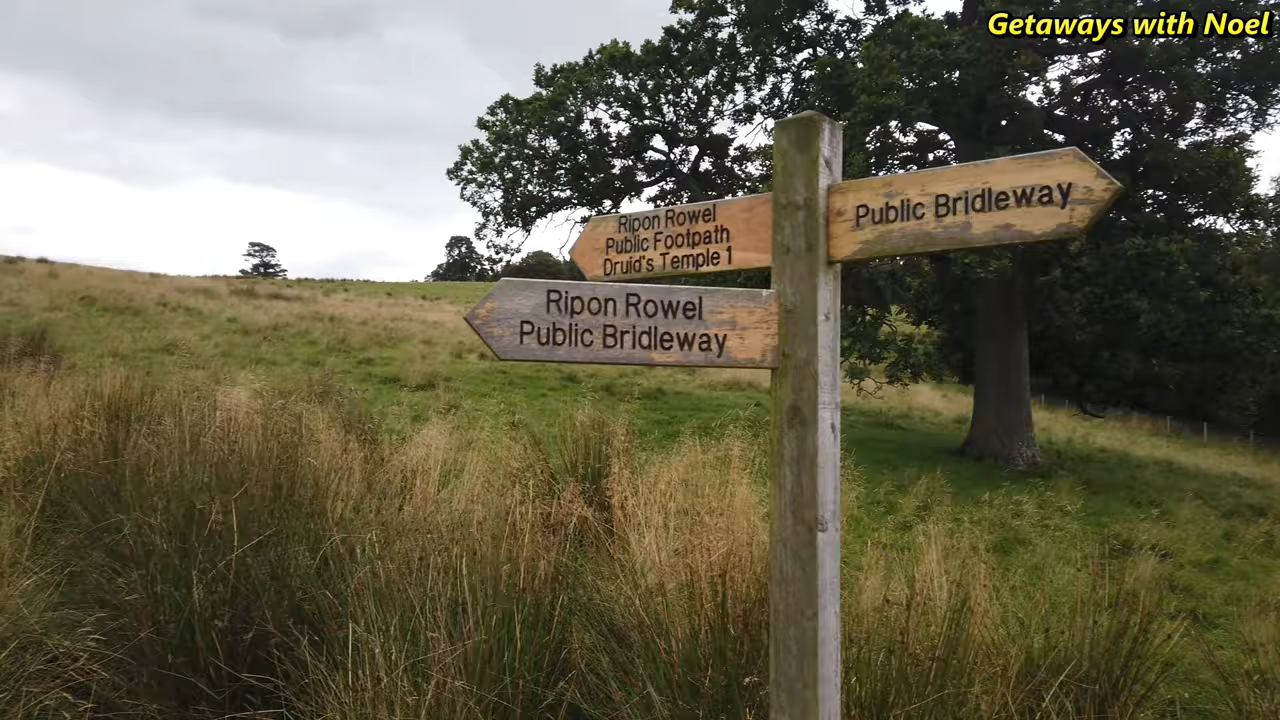 Getaways with Noel
Ripon Rowel
Public Footpath
Druid's Temple 1
Public Bridleway
Ripon Rowel
Public Bridleway